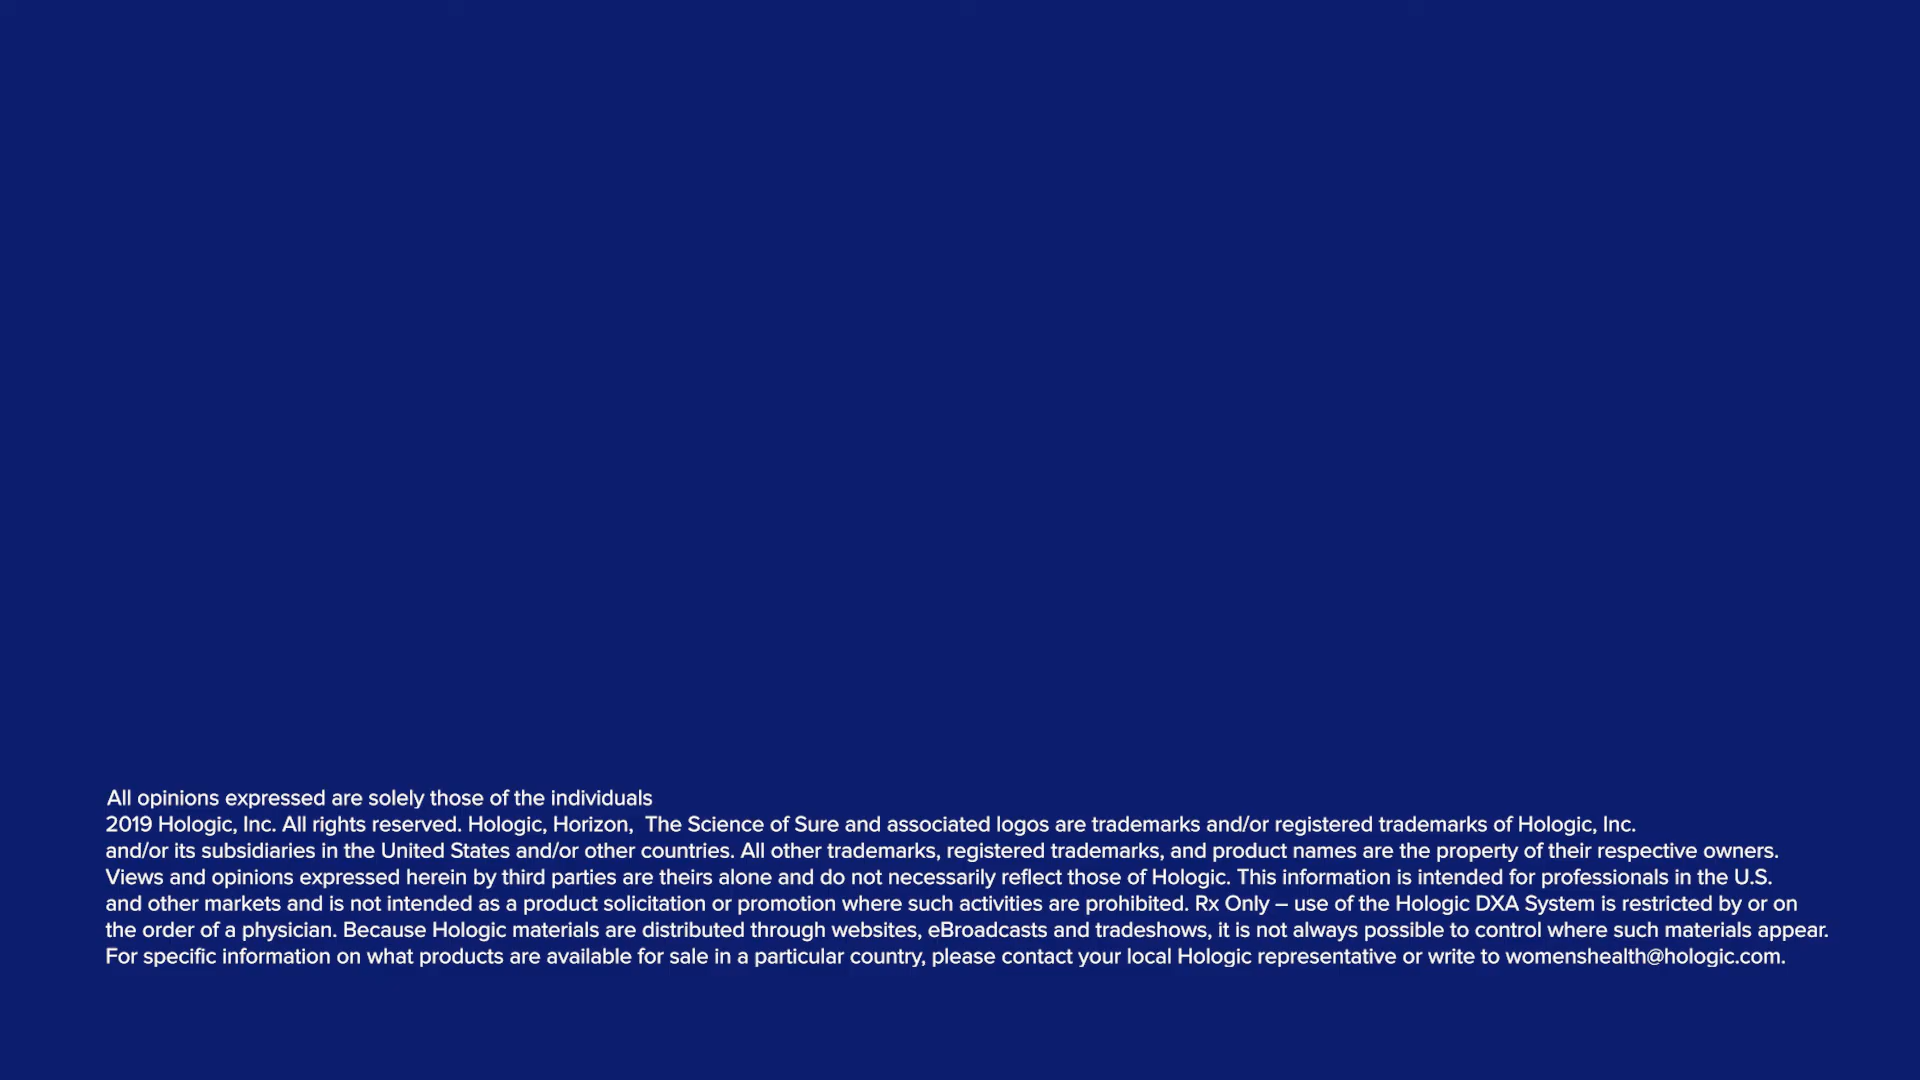 All opinions expressed are solely those of the individuals
2019 Hologic, Inc. All rights reserved. Hologic, Horizon,  The Science of Sure and associated logos are trademarks and/or registered trademarks of Hologic, Inc.
and/or its subsidiaries in the United States and/or other countries. All other trademarks, registered trademarks, and product names are the property of their respective owners.
Views and opinions expressed herein by third parties are theirs alone and do not necessarily reflect those of Hologic. This information is intended for professionals in the U.S.
and other markets and is not intended as a product solicitation or promotion where such activities are prohibited. Rx Only – use of the Hologic DXA System is restricted by or on
the order of a physician. Because Hologic materials are distributed through websites, eBroadcasts and tradeshows, it is not always possible to control where such materials appear.
For specific information on what products are available for sale in a particular country, please contact your local Hologic representative or write to womenshealth@hologic.com.